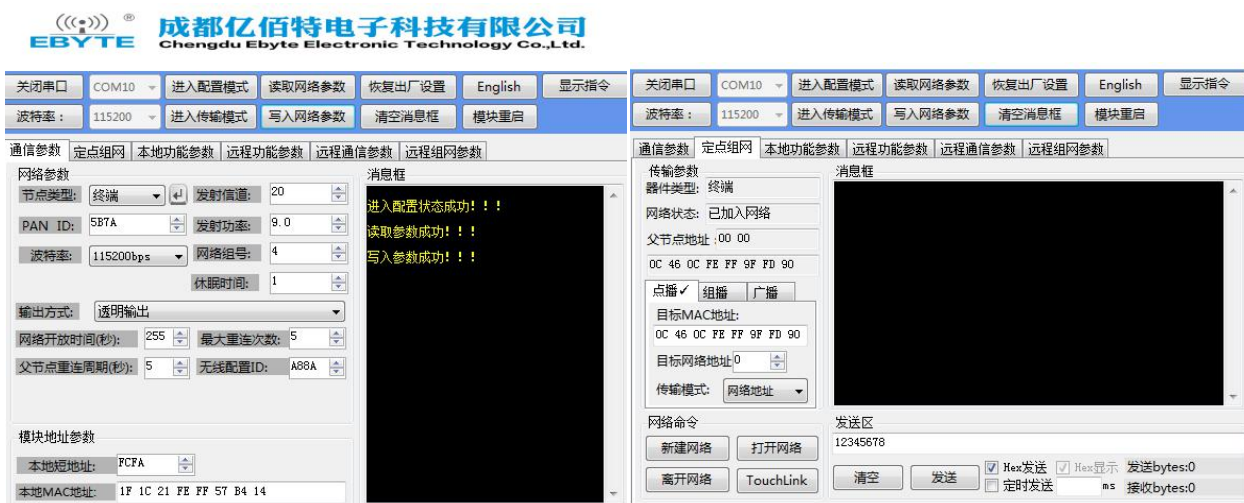 EBYTE ® 成都亿佰特电子科技有限公司
Chengdu Ebyte Electronic Technology Co.,Ltd.
关闭串口 COM10 进入配置模式 读取网络参数 恢复出厂设置 English 显示指令
波特率： 115200 进入传输模式 写入网络参数 清空消息框 模块重启
通信参数 定点组网 本地功能参数 远程功能参数 远程通信参数 远程组网参数
网络参数
节点类型: 终端 发射信道: 20
PAN ID: 5B7A 发射功率: 9.0
波特率: 115200bps 网络组号: 4
休眠时间: 1
输出方式: 透明输出
网络开放时间(秒): 255 最大重连次数: 5
父节点重连周期(秒): 5 无线配置ID: A88A
模块地址参数
本地短地址: FCFA
本地MAC地址: 1F 1C 21 FE FF 57 B4 14
消息框
进入配置状态成功！！！
读取参数成功！！！
写入参数成功！！！
关闭串口 COM10 进入配置模式 读取网络参数 恢复出厂设置 English 显示指令
波特率： 115200 进入传输模式 写入网络参数 清空消息框 模块重启
通信参数 定点组网 本地功能参数 远程功能参数 远程通信参数 远程组网参数
传输参数
器件类型: 终端
网络状态: 已加入网络
父节点地址:00 00
0C 46 0C FE FF 9F FD 90
点播✓ 组播 广播
目标MAC地址:
0C 46 0C FE FF 9F FD 90
目标网络地址 0
传输模式: 网络地址
网络命令
新建网络 打开网络
离开网络 TouchLink
消息框
发送区
12345678
清空 发送 Hex发送 Hex显示 发送bytes:0
定时发送 ms 接收bytes:0